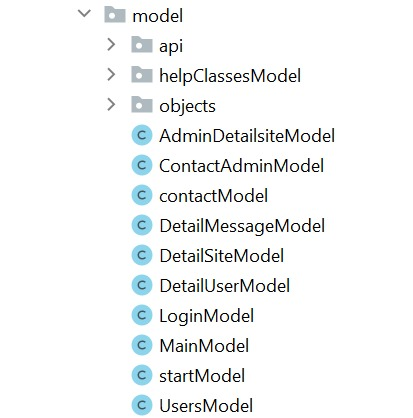 model
api
helpClassesModel
objects
C AdminDetailsiteModel
C ContactAdminModel
C contactModel
C DetailMessageModel
C DetailSiteModel
C DetailUserModel
C LoginModel
C MainModel
C startModel
C UsersModel